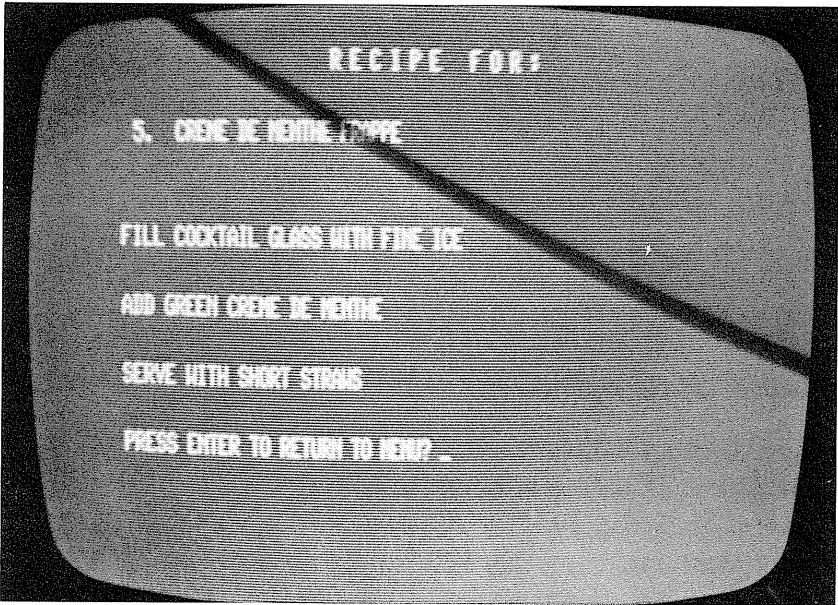 RECIPE FOR:
5. CREME DE MENTHE FRAPPE
FILL COCKTAIL GLASS WITH FINE ICE
ADD GREEN CREME DE MENTHE
SERVE WITH SHORT STRAWS
PRESS ENTER TO RETURN TO MENU? _